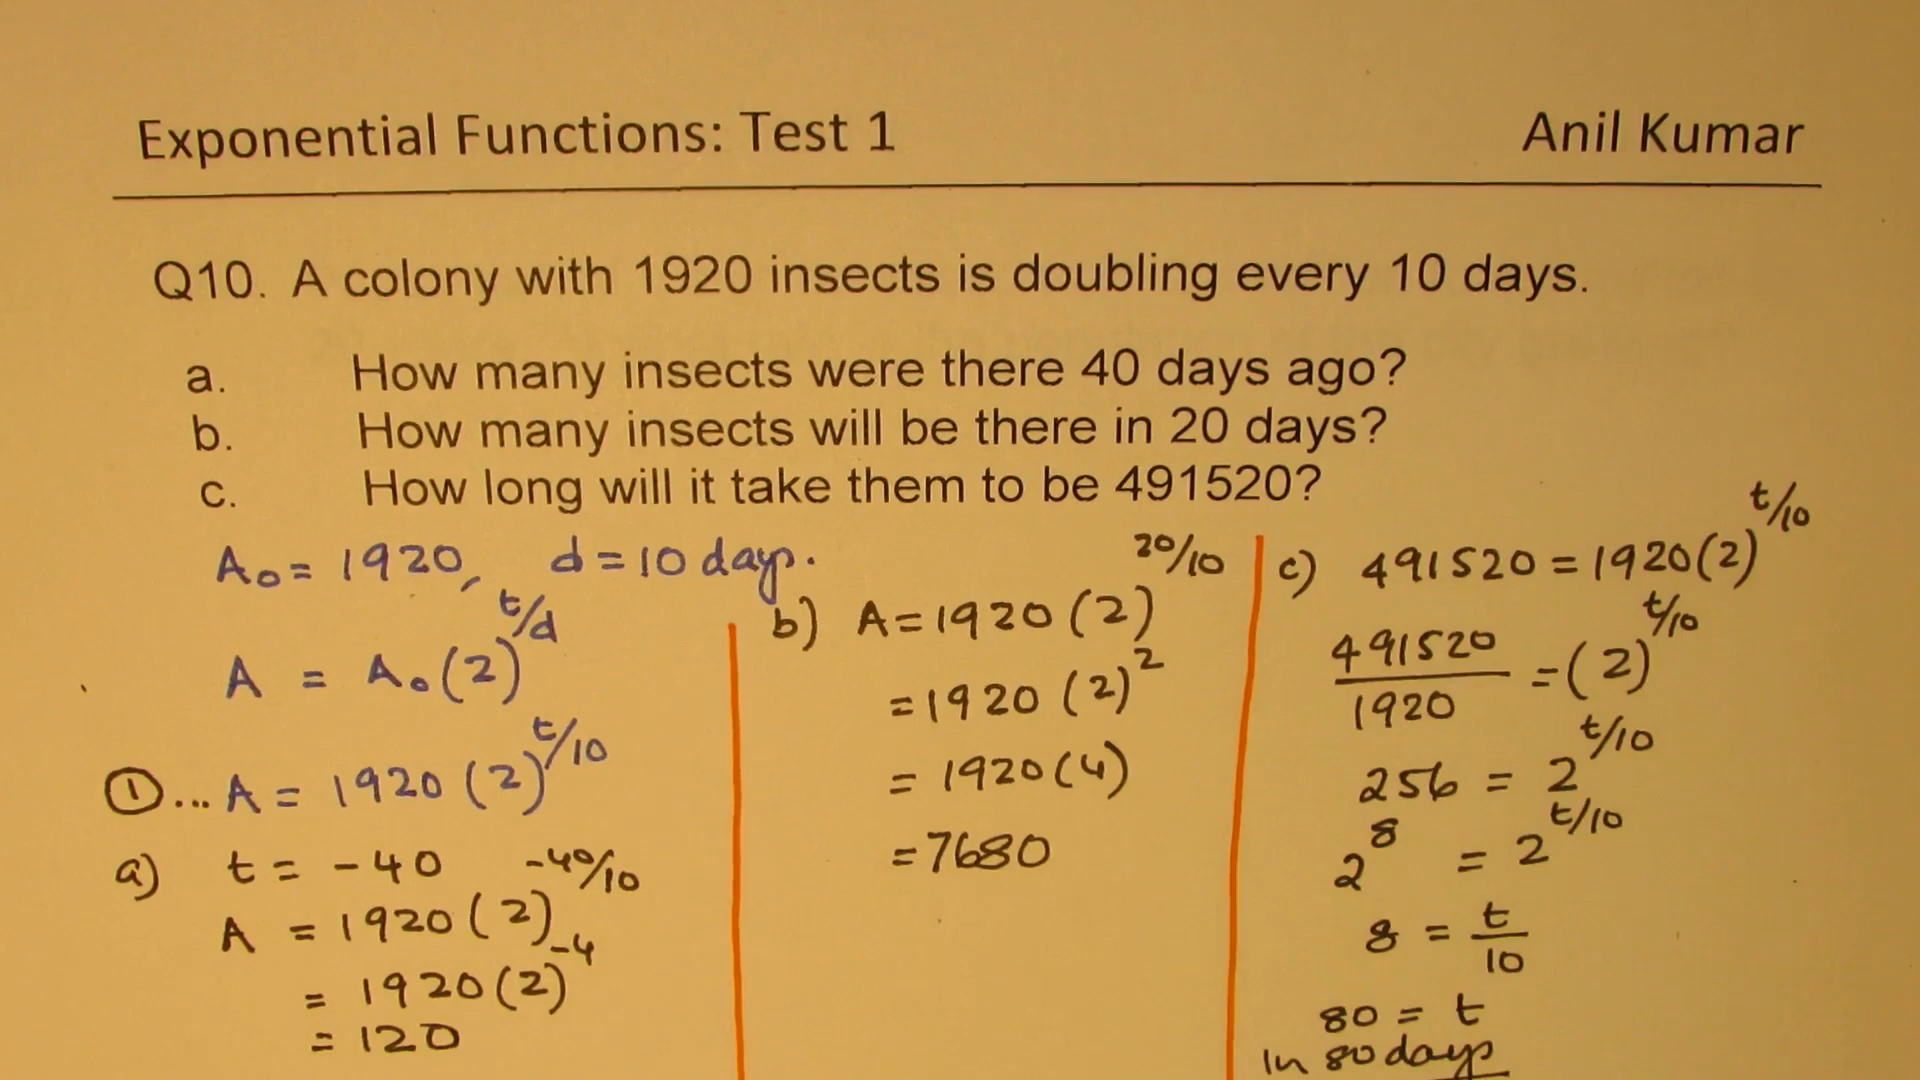 Exponential Functions: Test 1 Anil Kumar
Q10. A colony with 1920 insects is doubling every 10 days.
a. How many insects were there 40 days ago?
b. How many insects will be there in 20 days?
c. How long will it take them to be 491520?
A₀ = 1920, d = 10 days.
A = A₀(2)^t/d
① ... A = 1920(2)^t/10
a) t = -40
A = 1920(2)^-40/10
= 1920(2)^-4
= 120
b) A = 1920(2)^20/10
= 1920(2)^2
= 1920(4)
= 7680
c) 491520 = 1920(2)^t/10
491520/1920 = (2)^t/10
256 = 2^t/10
2^8 = 2^t/10
8 = t/10
80 = t
In 80 days